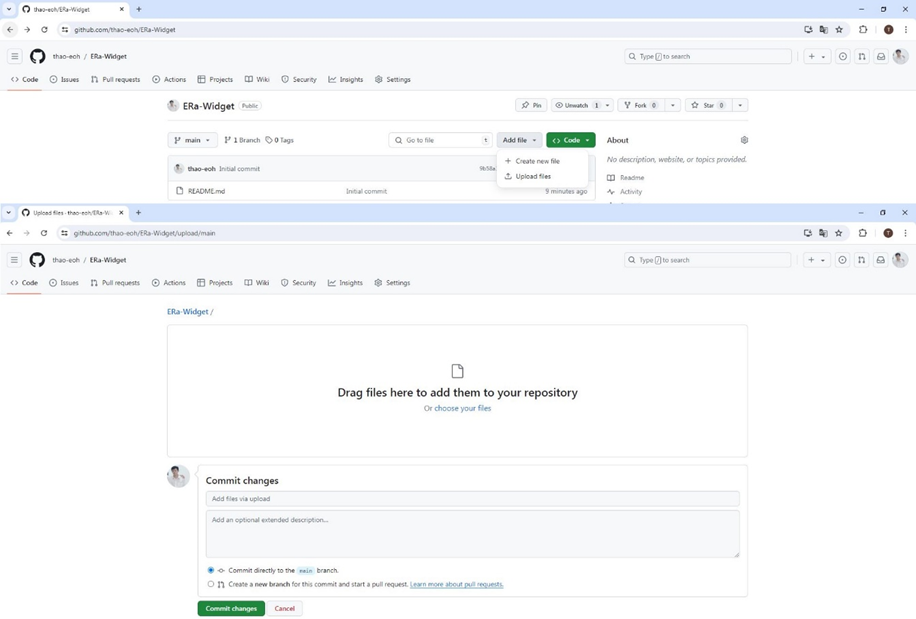 thao-eoh/ERa-Widget
github.com/thao-eoh/ERa-Widget
thao-eoh / ERa-Widget
Type / to search
Code Issues Pull requests Actions Projects Wiki Security Insights Settings
ERa-Widget Public
Pin Unwatch 1 Fork 0 Star 0
main 1 Branch 0 Tags
Go to file t
Add file Code
About
Create new file
Upload files
No description, website, or topics provided.
thao-eoh Initial commit
Readme
README.md Initial commit 9 minutes ago
Activity
Upload files · thao-eoh/ERa-W
github.com/thao-eoh/ERa-Widget/upload/main
thao-eoh / ERa-Widget
Type / to search
Code Issues Pull requests Actions Projects Wiki Security Insights Settings
ERa-Widget /
Drag files here to add them to your repository
Or choose your files
Commit changes
Add files via upload
Add an optional extended description...
Commit directly to the main branch.
Create a new branch for this commit and start a pull request. Learn more about pull requests.
Commit changes Cancel